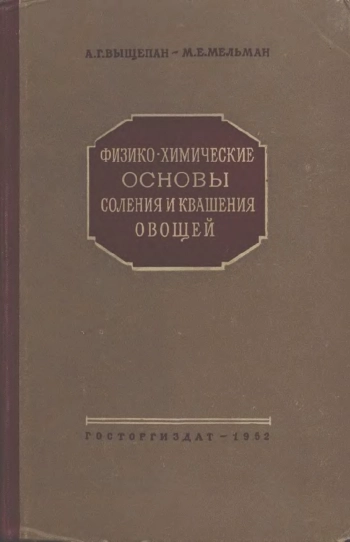 А.Г.ВЫЩЕПАН — М.Е.МЕЛЬМАН
ФИЗИКО-ХИМИЧЕСКИЕ
ОСНОВЫ
СОЛЕНИЯ И КВАШЕНИЯ
ОВОЩЕЙ
ГОСТОРГИЗДАТ — 1952